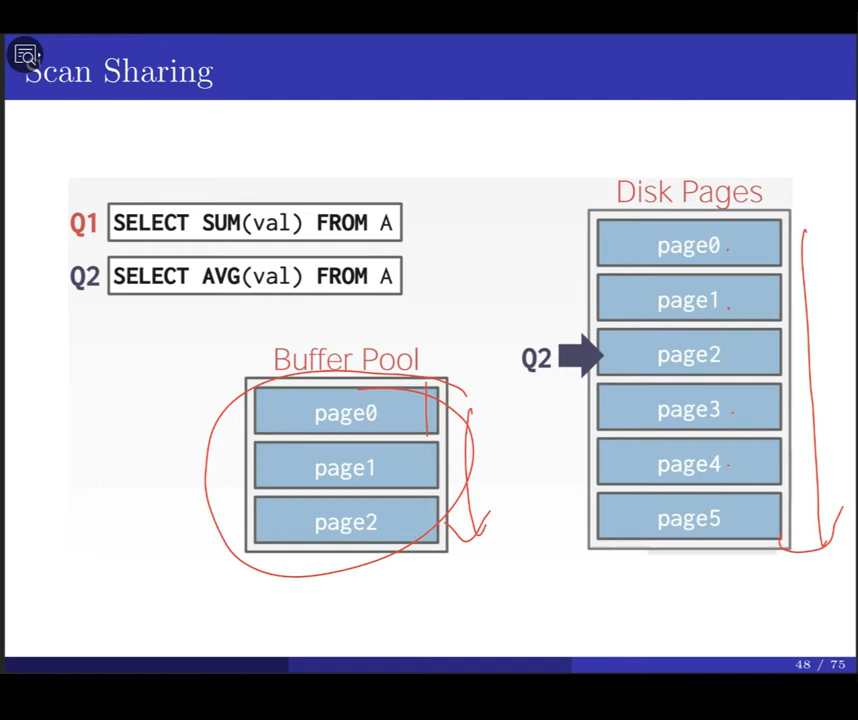 Scan Sharing
Q1 SELECT SUM(val) FROM A
Q2 SELECT AVG(val) FROM A
Disk Pages
page0
page1
Q2 page2
page3
page4
page5
Buffer Pool
page0
page1
page2
48 / 75